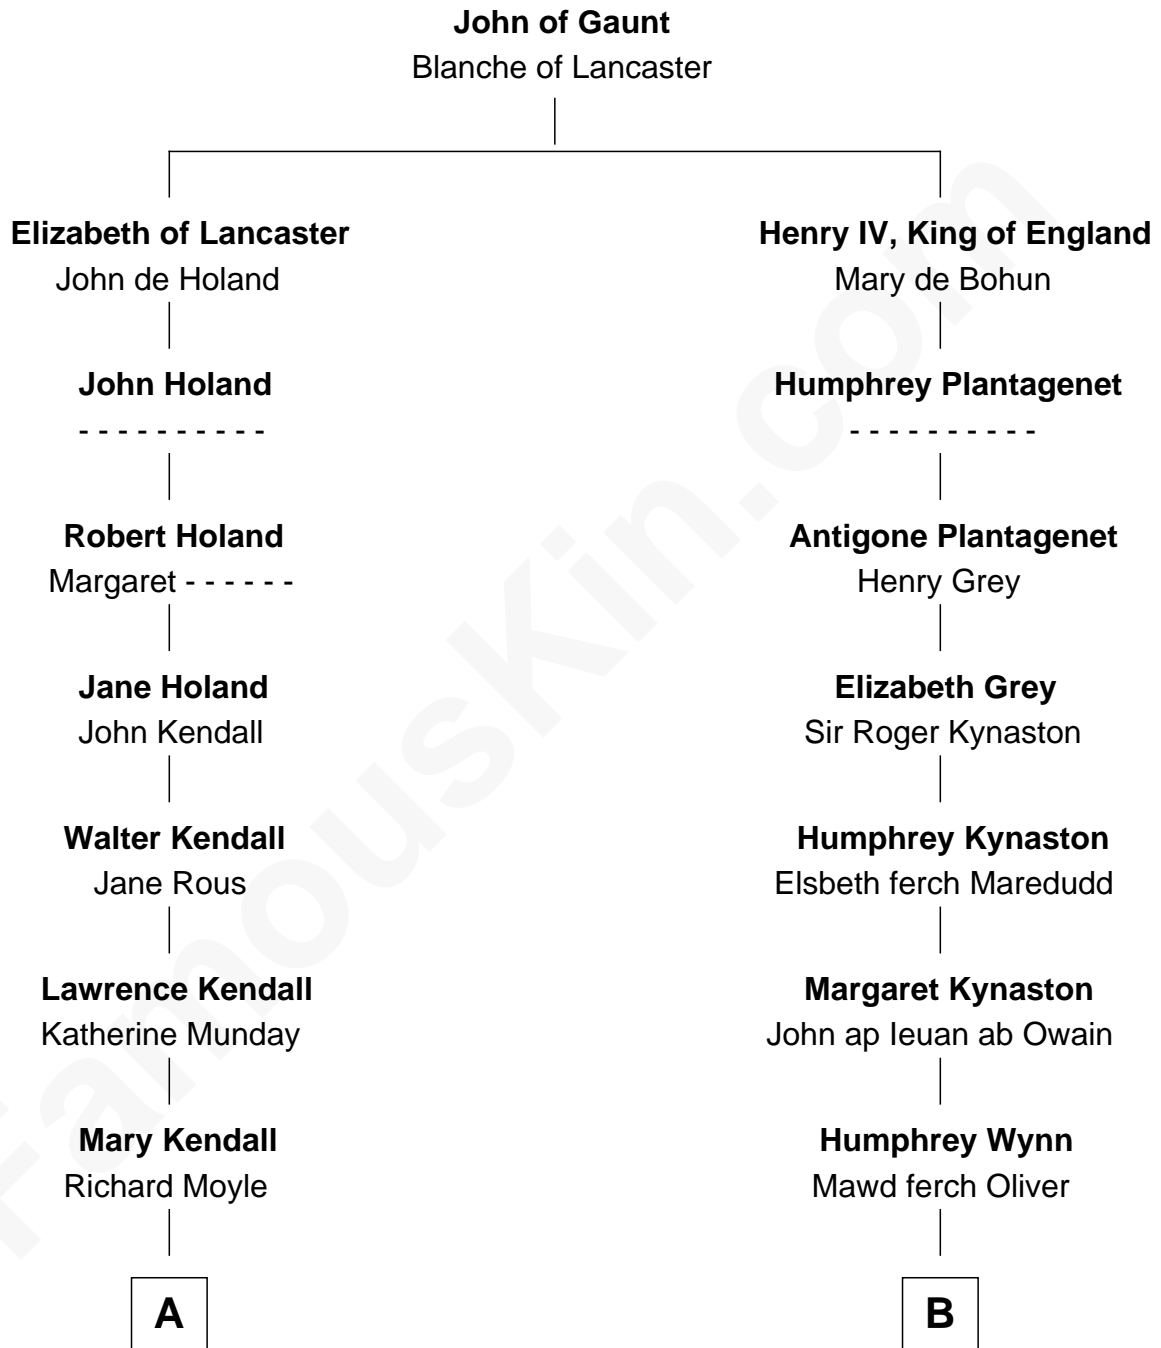 John of Gaunt
Blanche of Lancaster
Elizabeth of Lancaster
John de Holand
John Holand
- - - - - - - - - -
Robert Holand
Margaret - - - - - -
Jane Holand
John Kendall
Walter Kendall
Jane Rous
Lawrence Kendall
Katherine Munday
Mary Kendall
Richard Moyle
A
Henry IV, King of England
Mary de Bohun
Humphrey Plantagenet
- - - - - - - - - -
Antigone Plantagenet
Henry Grey
Elizabeth Grey
Sir Roger Kynaston
Humphrey Kynaston
Elsbeth ferch Maredudd
Margaret Kynaston
John ap Ieuan ab Owain
Humphrey Wynn
Mawd ferch Oliver
B
FamousKin.com